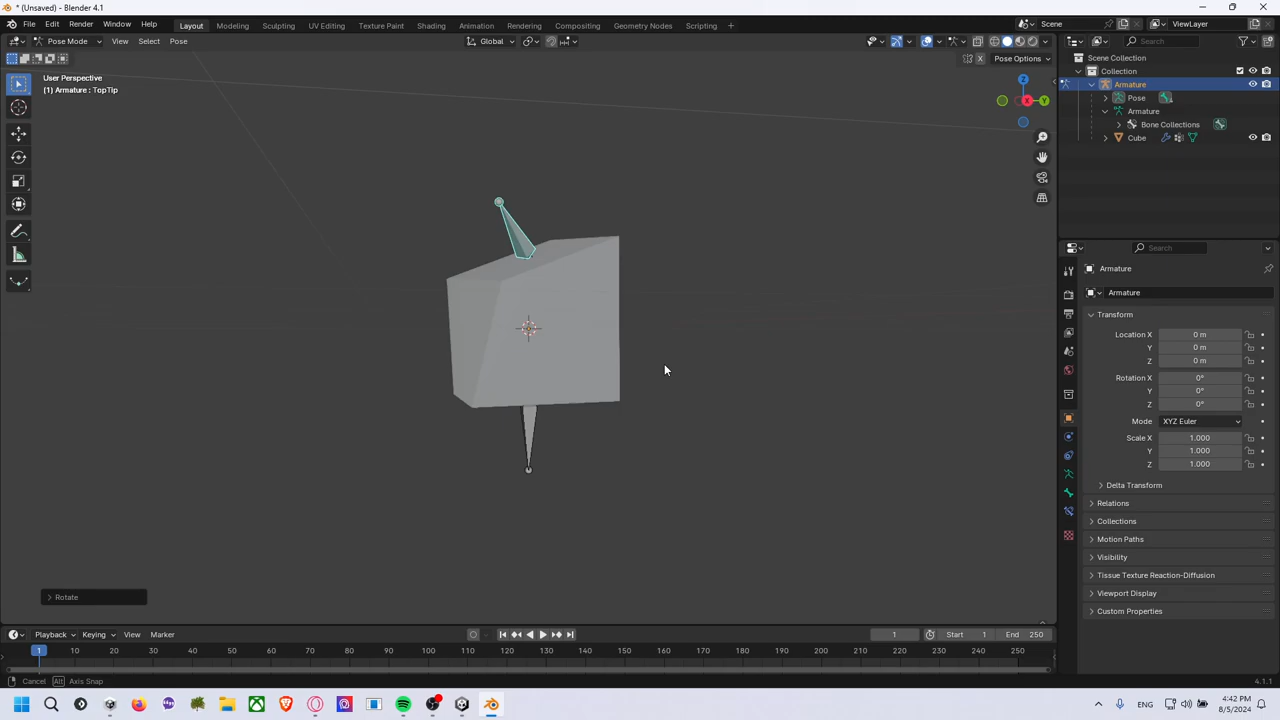 * (Unsaved) - Blender 4.1
File Edit Render Window Help Layout Modeling Sculpting UV Editing Texture Paint Shading Animation Rendering Compositing Geometry Nodes Scripting + Scene ViewLayer
Pose Mode View Select Pose Global Search
Pose Options
User Perspective
(1) Armature : TopTip
Scene Collection
Collection
Armature
Pose
Armature
Bone Collections
Cube
Z
X
Y
Search
Armature
Armature
Transform
Location X 0 m
Y 0 m
Z 0 m
Rotation X 0°
Y 0°
Z 0°
Mode XYZ Euler
Scale X 1.000
Y 1.000
Z 1.000
Delta Transform
Relations
Collections
Motion Paths
Visibility
Tissue Texture Reaction-Diffusion
Viewport Display
Custom Properties
Rotate
Playback Keying View Marker 1 Start 1 End 250
1 10 20 30 40 50 60 70 80 90 100 110 120 130 140 150 160 170 180 190 200 210 220 230 240 250
Cancel Alt Axis Snap 4.1.1
ENG 4:42 PM
8/5/2024